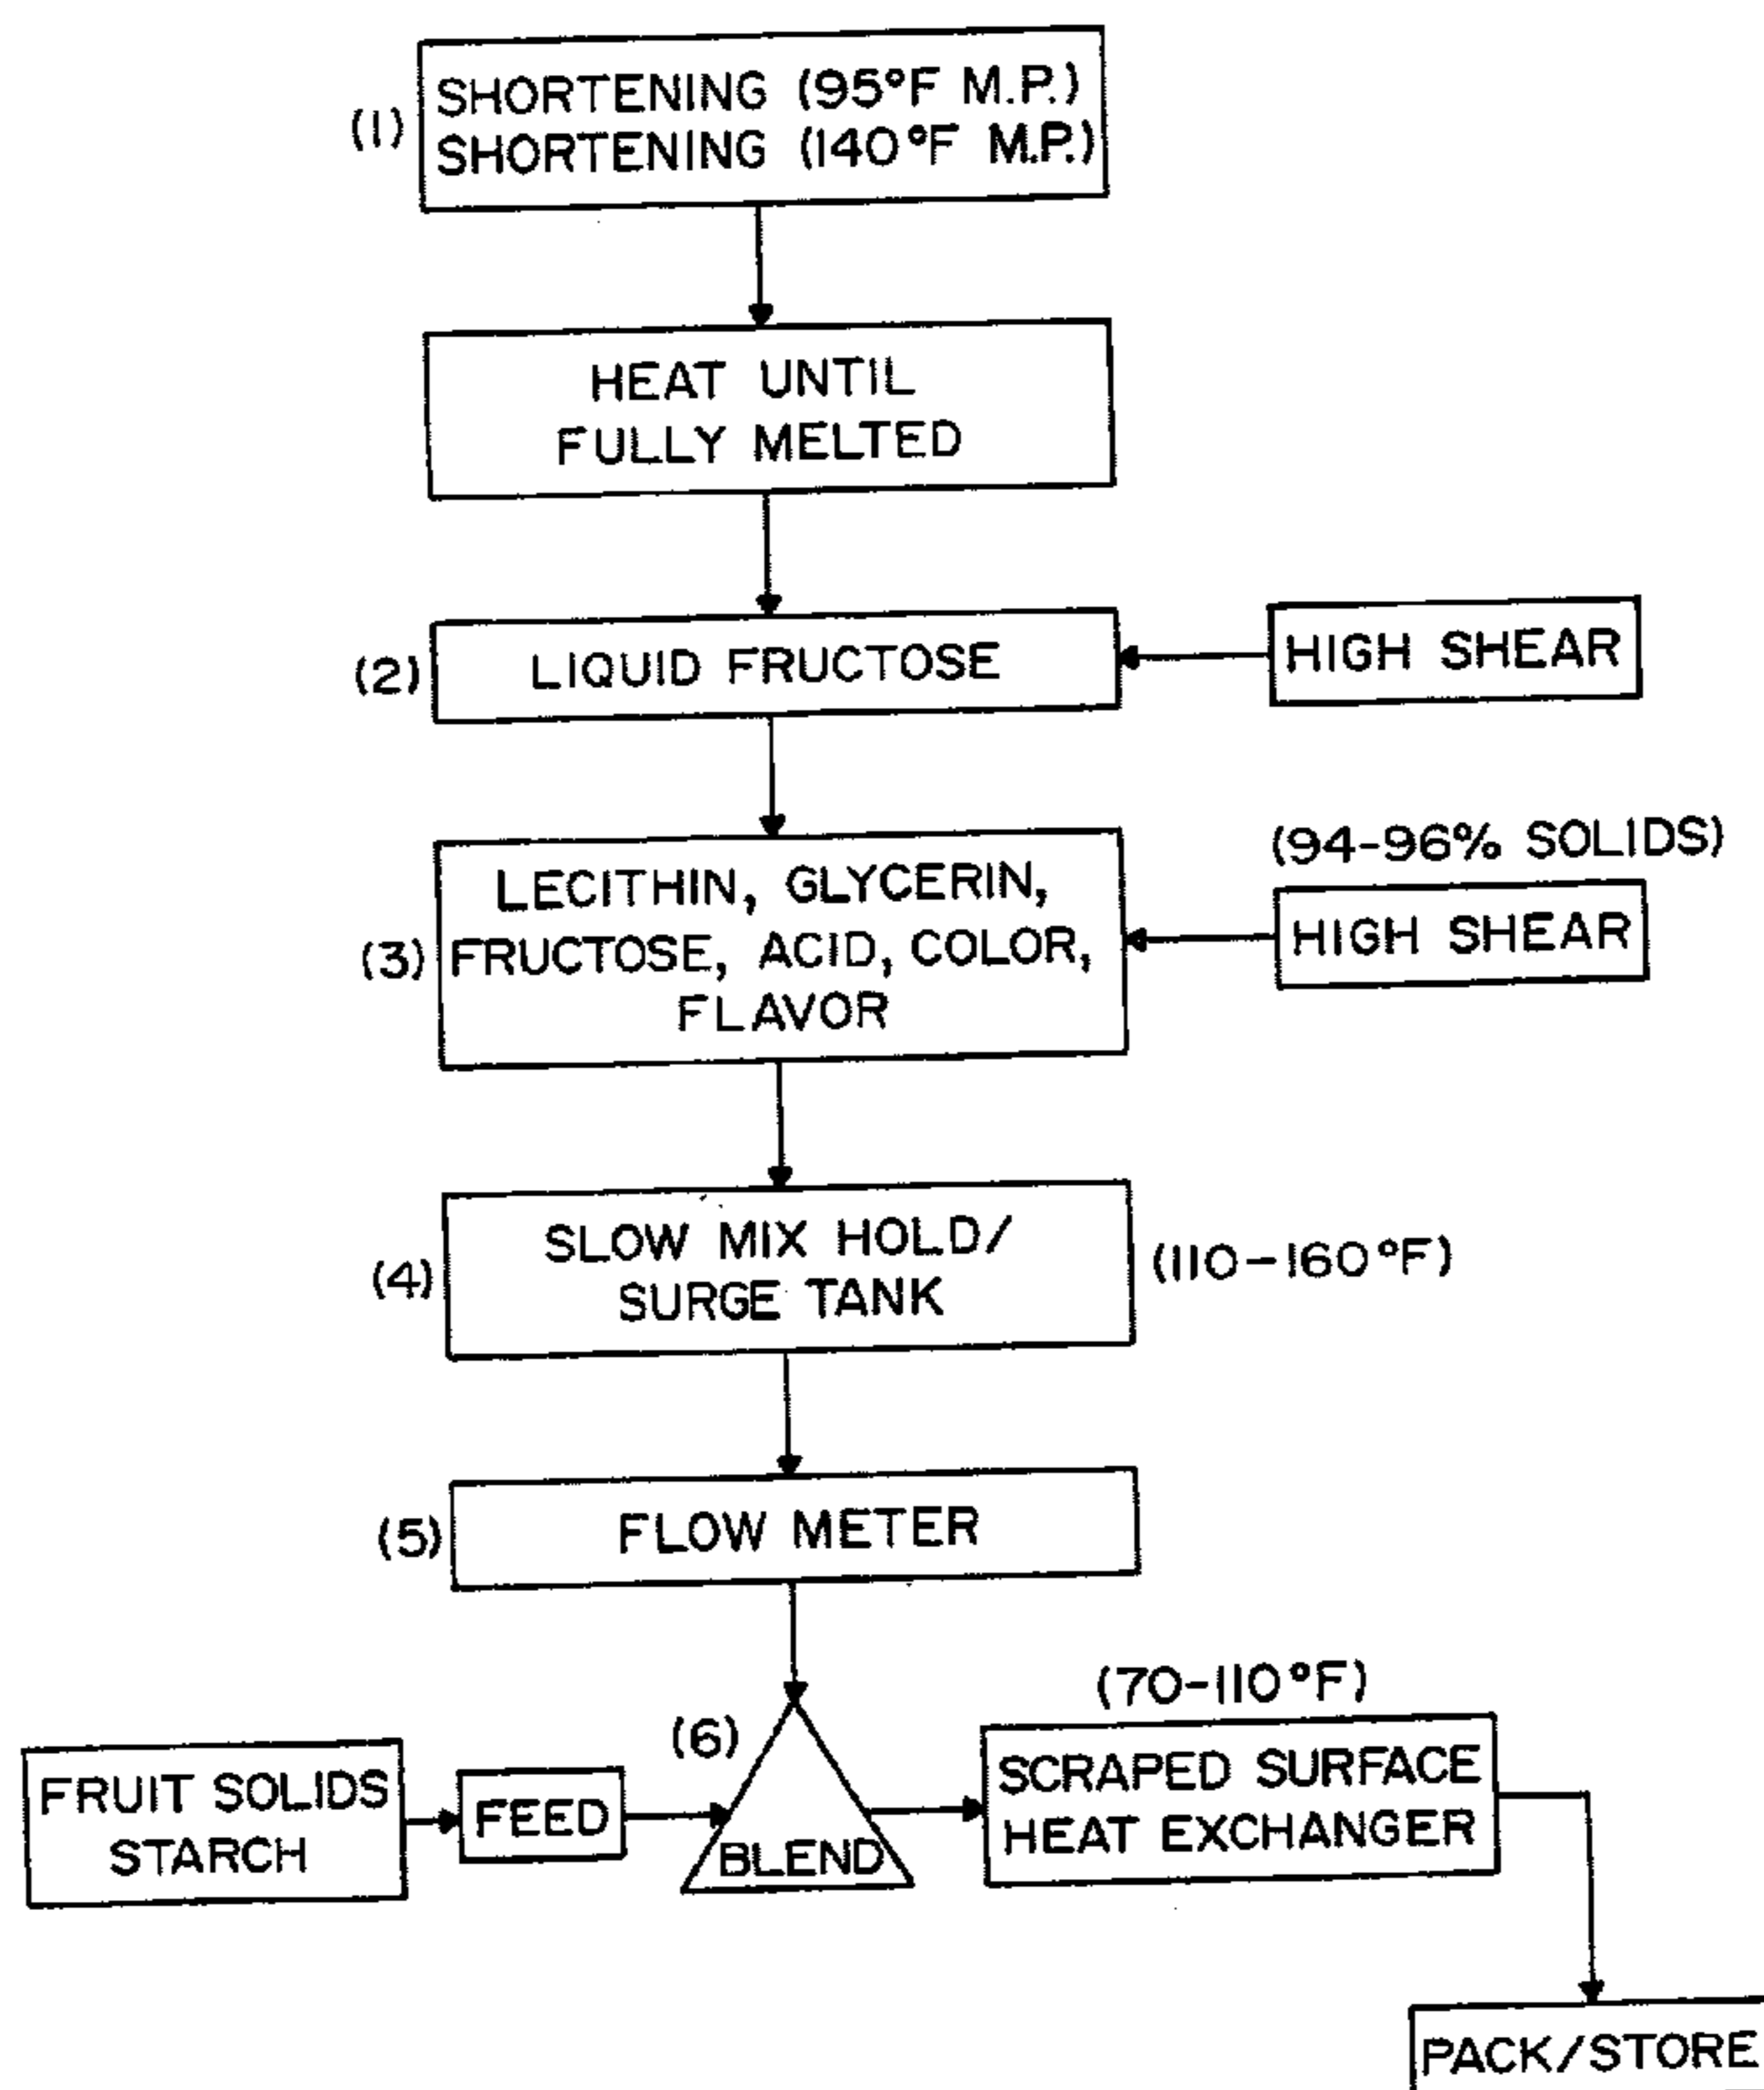 (1)
SHORTENING (95°F M.P.)
SHORTENING (140°F M.P.)
HEAT UNTIL
FULLY MELTED
(2)
LIQUID FRUCTOSE
HIGH SHEAR
(94-96% SOLIDS)
HIGH SHEAR
(3)
LECITHIN, GLYCERIN,
FRUCTOSE, ACID, COLOR,
FLAVOR
(4)
SLOW MIX HOLD/
SURGE TANK
(110-160°F)
(5)
FLOW METER
FRUIT SOLIDS
STARCH
FEED
(6)
BLEND
(70-110°F)
SCRAPED SURFACE
HEAT EXCHANGER
PACK/STORE